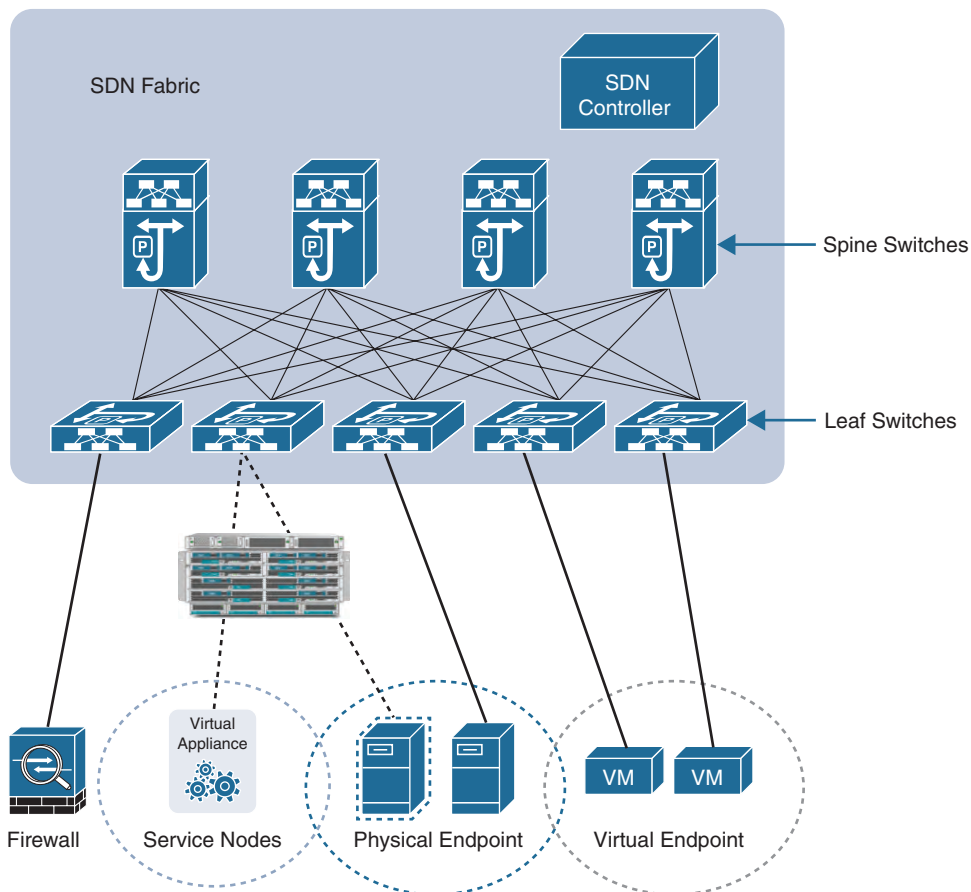 SDN Fabric
SDN
Controller
P
P
P
P
Spine Switches
Leaf Switches
Virtual
Appliance
VM
VM
Firewall
Service Nodes
Physical Endpoint
Virtual Endpoint